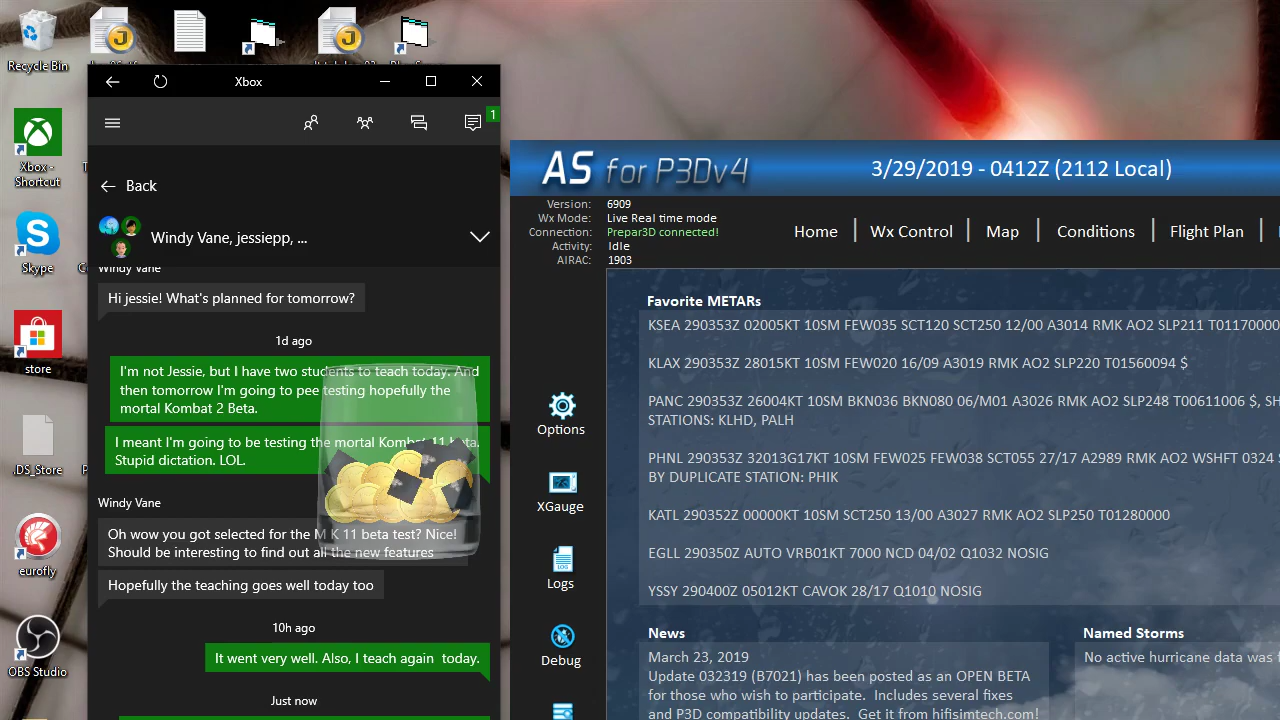 Recycle Bin
Xbox -
Shortcut
Skype
store
.DS_Store
eurofly
OBS Studio
Xbox
1
Back
Windy Vane, jessiepp, ...
Windy Vane
Hi jessie! What's planned for tomorrow?
1d ago
I'm not Jessie, but I have two students to teach today. And
then tomorrow I'm going to pee testing hopefully the
mortal Kombat 2 Beta.
I meant I'm going to be testing the mortal Kombat 11 beta.
Stupid dictation. LOL.
Windy Vane
Oh wow you got selected for the M K 11 beta test? Nice!
Should be interesting to find out all the new features
Hopefully the teaching goes well today too
10h ago
It went very well. Also, I teach again  today.
Just now
AS for P3Dv4
3/29/2019 - 0412Z (2112 Local)
Version: 6909
Wx Mode: Live Real time mode
Connection: Prepar3D connected!
Activity: Idle
AIRAC: 1903
Home | Wx Control | Map | Conditions | Flight Plan |
Options
XGauge
LOG
Logs
Debug
Favorite METARs
KSEA 290353Z 02005KT 10SM FEW035 SCT120 SCT250 12/00 A3014 RMK AO2 SLP211 T01170000
KLAX 290353Z 28015KT 10SM FEW020 16/09 A3019 RMK AO2 SLP220 T01560094 $
PANC 290353Z 26004KT 10SM BKN036 BKN080 06/M01 A3026 RMK AO2 SLP248 T00611006 $, SH
STATIONS: KLHD, PALH
PHNL 290353Z 32013G17KT 10SM FEW025 FEW038 SCT055 27/17 A2989 RMK AO2 WSHFT 0324
BY DUPLICATE STATION: PHIK
KATL 290352Z 00000KT 10SM SCT250 13/00 A3027 RMK AO2 SLP250 T01280000
EGLL 290350Z AUTO VRB01KT 7000 NCD 04/02 Q1032 NOSIG
YSSY 290400Z 05012KT CAVOK 28/17 Q1010 NOSIG
News
March 23, 2019
Update 032319 (B7021) has been posted as an OPEN BETA
for those who wish to participate.  Includes several fixes
and P3D compatibility updates.  Get it from hifisimtech.com!
Named Storms
No active hurricane data was f